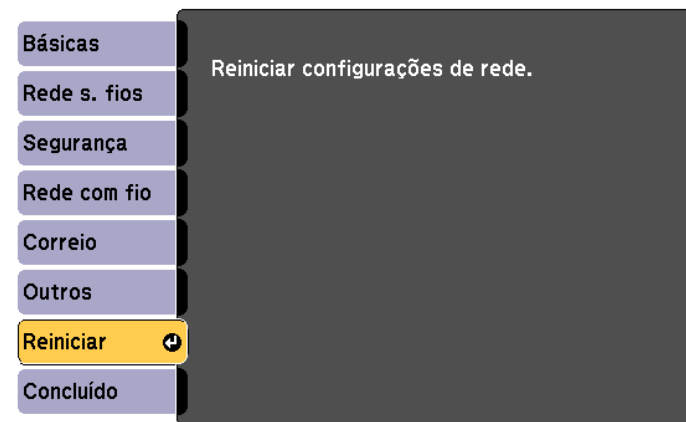 Básicas
Rede s. fios
Segurança
Rede com fio
Correio
Outros
Reiniciar
Concluído
Reiniciar configurações de rede.